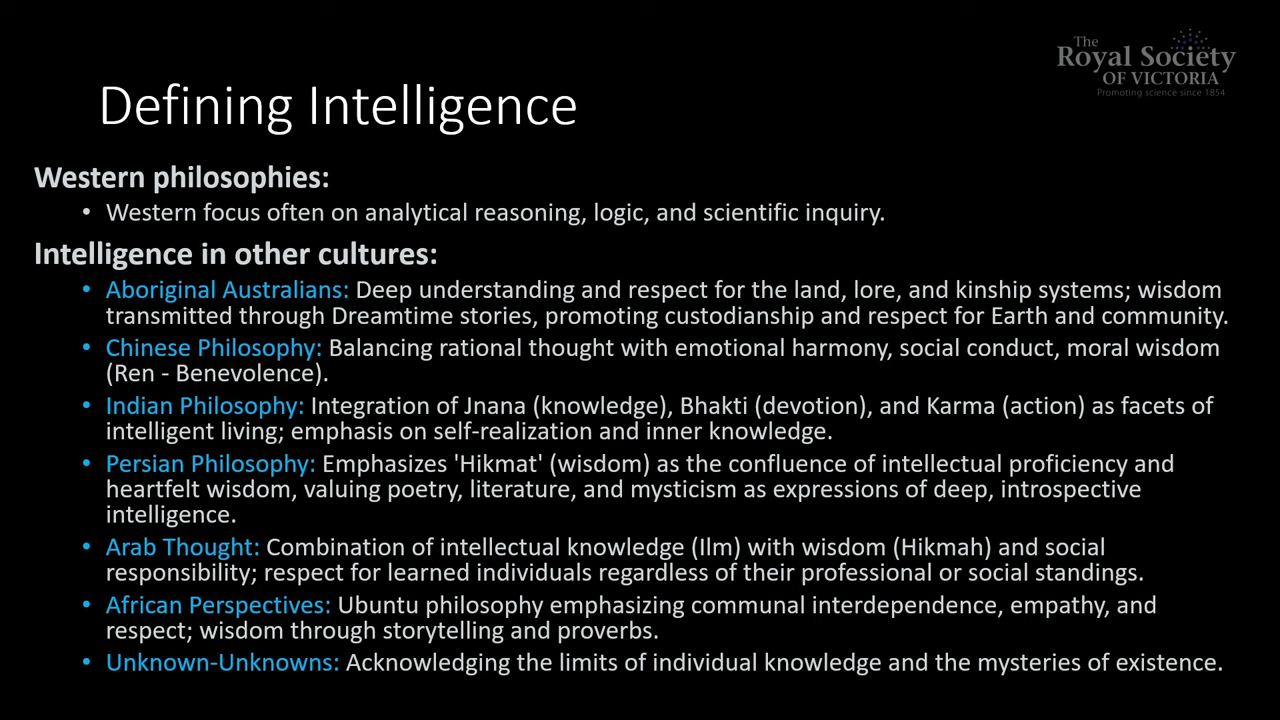 The
Royal Society
OF VICTORIA
Promoting science since 1854
Defining Intelligence
Western philosophies:
• Western focus often on analytical reasoning, logic, and scientific inquiry.
Intelligence in other cultures:
• Aboriginal Australians: Deep understanding and respect for the land, lore, and kinship systems; wisdom
transmitted through Dreamtime stories, promoting custodianship and respect for Earth and community.
• Chinese Philosophy: Balancing rational thought with emotional harmony, social conduct, moral wisdom
(Ren - Benevolence).
• Indian Philosophy: Integration of Jnana (knowledge), Bhakti (devotion), and Karma (action) as facets of
intelligent living; emphasis on self-realization and inner knowledge.
• Persian Philosophy: Emphasizes 'Hikmat' (wisdom) as the confluence of intellectual proficiency and
heartfelt wisdom, valuing poetry, literature, and mysticism as expressions of deep, introspective
intelligence.
• Arab Thought: Combination of intellectual knowledge (Ilm) with wisdom (Hikmah) and social
responsibility; respect for learned individuals regardless of their professional or social standings.
• African Perspectives: Ubuntu philosophy emphasizing communal interdependence, empathy, and
respect; wisdom through storytelling and proverbs.
• Unknown-Unknowns: Acknowledging the limits of individual knowledge and the mysteries of existence.